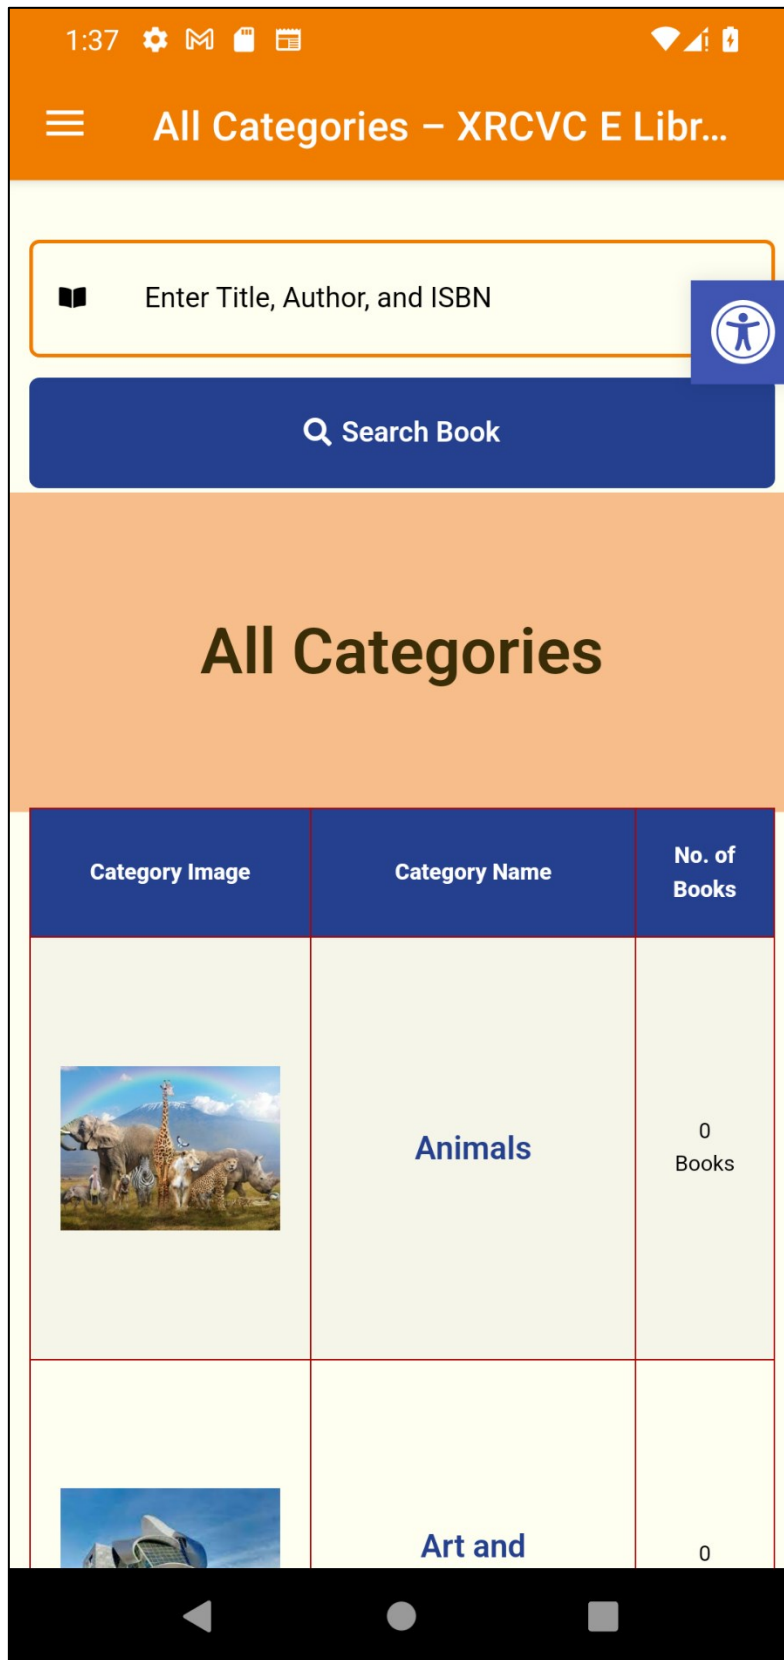 1:37
All Categories – XRCVC E Libr...
Enter Title, Author, and ISBN
Search Book
All Categories
Category Image
Category Name
No. of
Books
Animals
0
Books
Art and
0